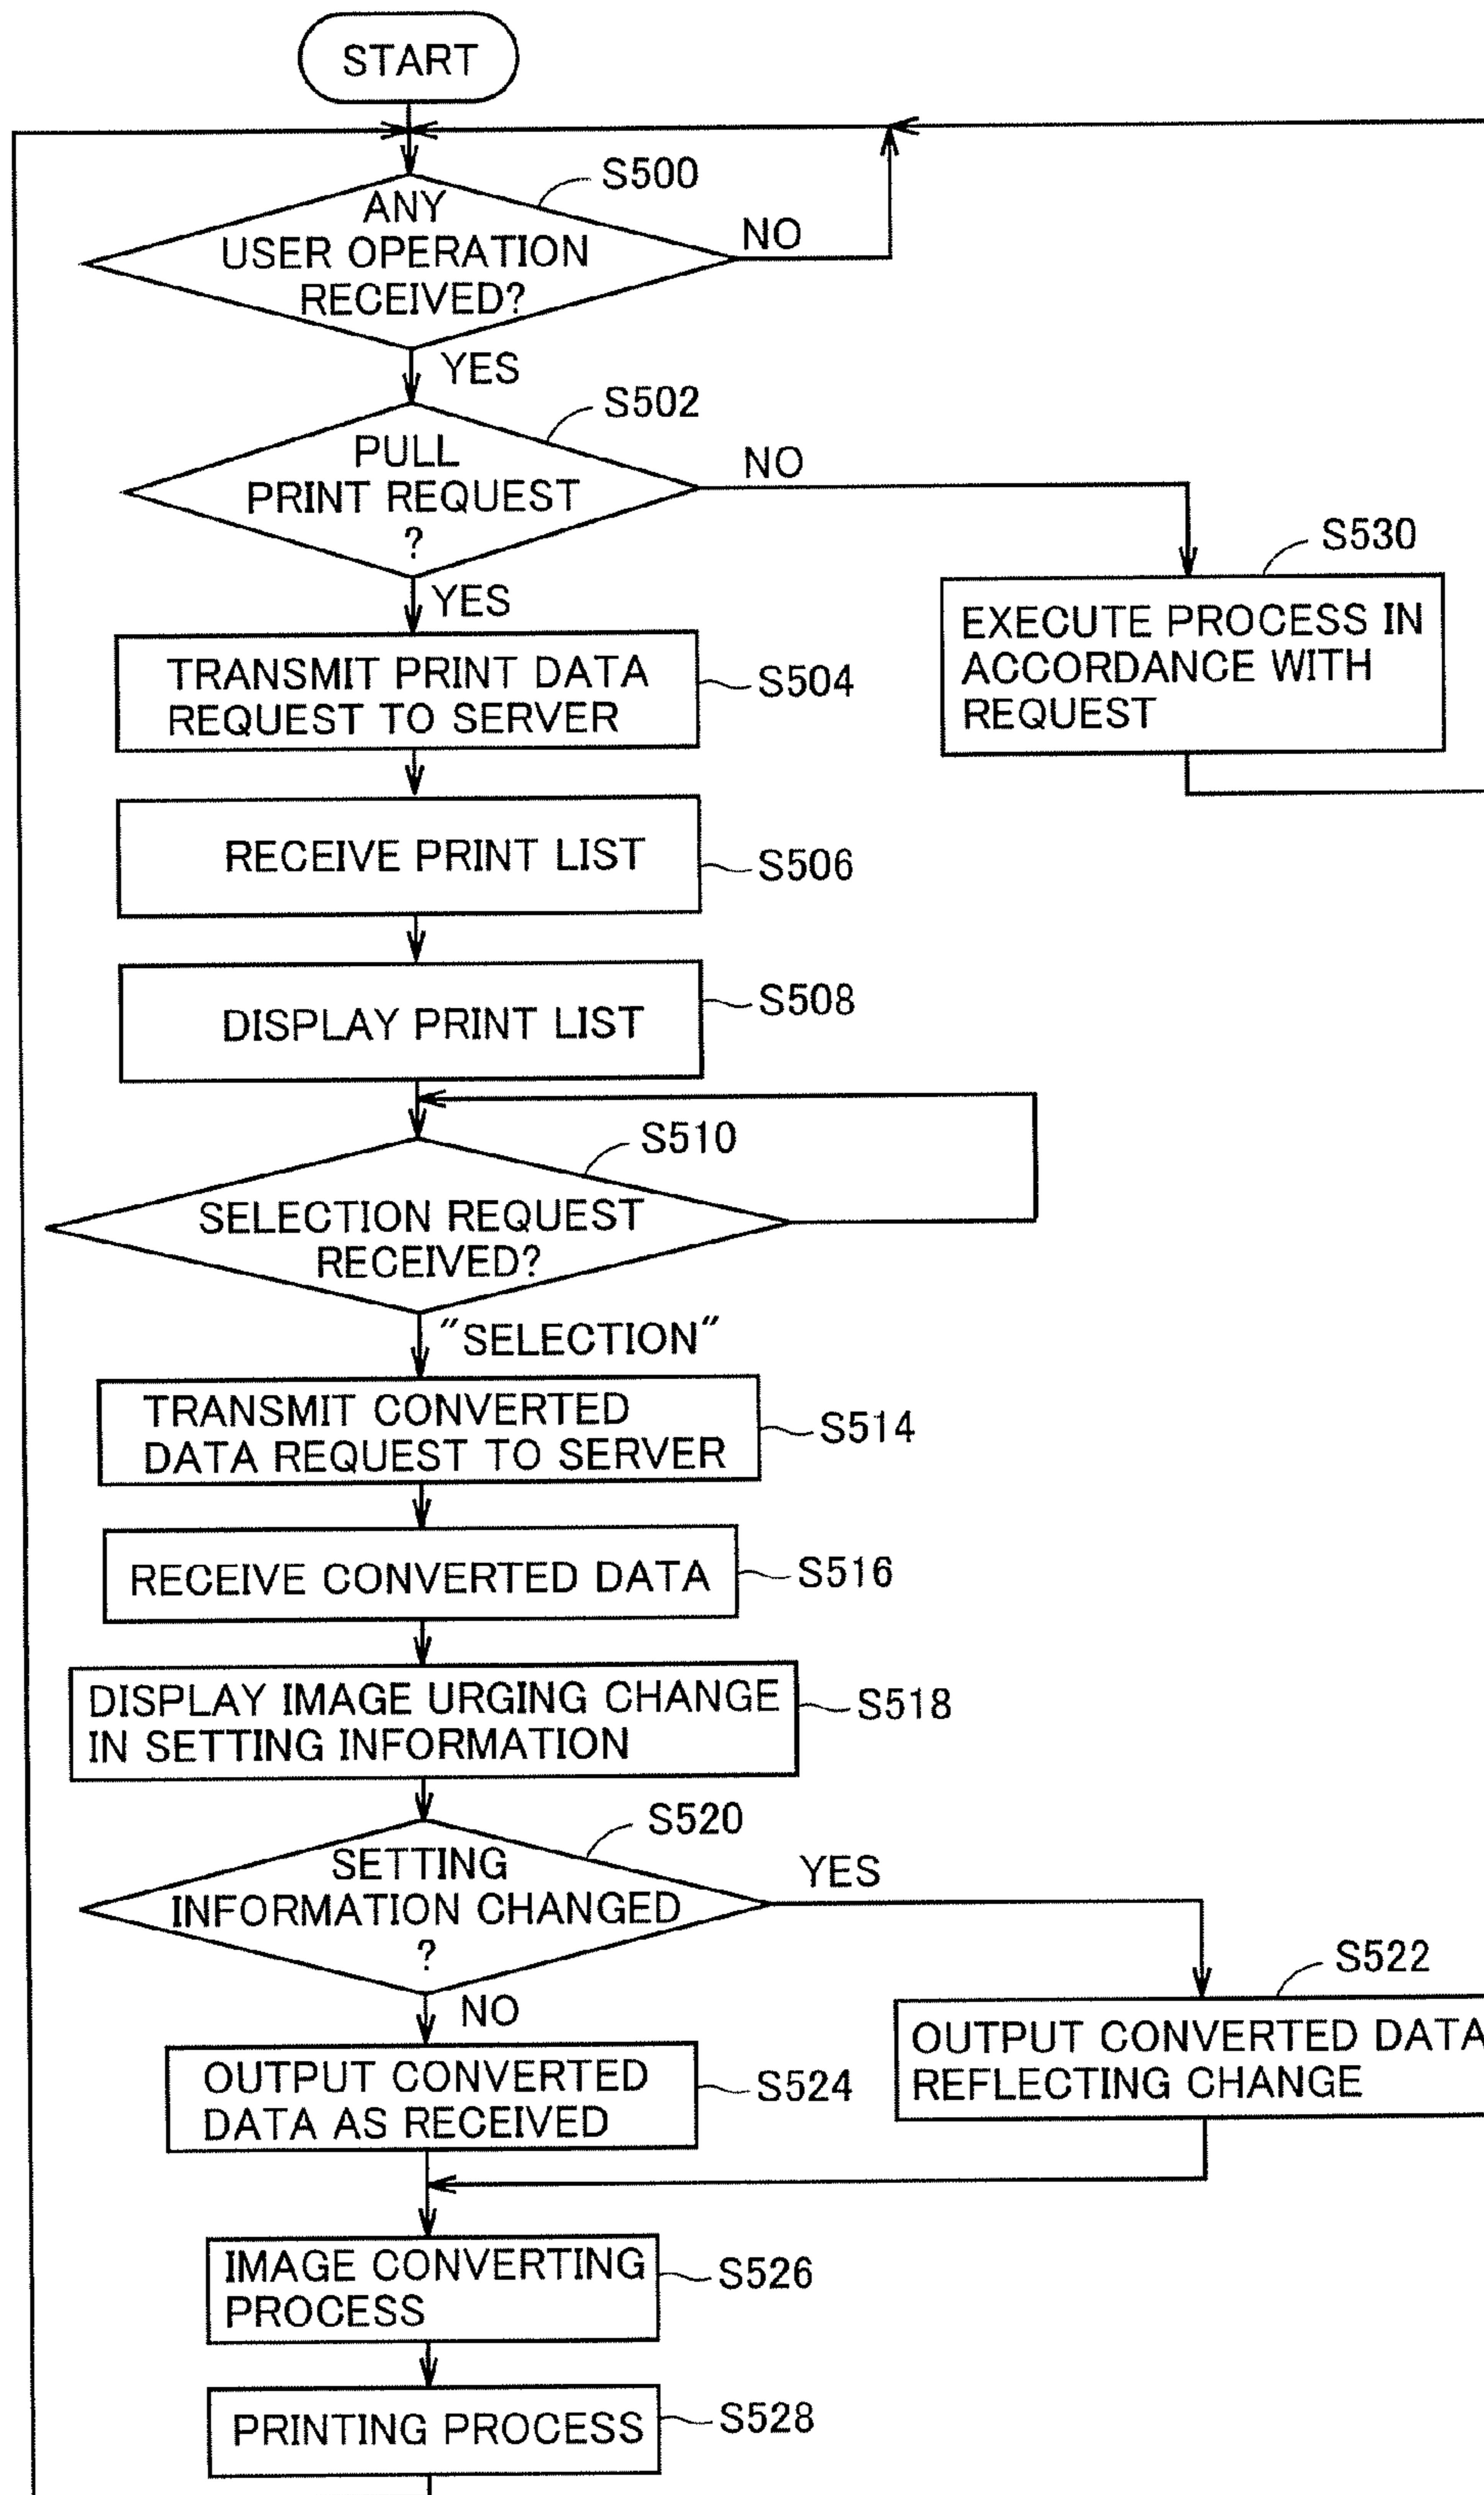 START
S500
ANY
USER OPERATION
RECEIVED?
NO
YES
S502
PULL
PRINT REQUEST
?
NO
YES
S530
EXECUTE PROCESS IN
ACCORDANCE WITH
REQUEST
TRANSMIT PRINT DATA
REQUEST TO SERVER
S504
RECEIVE PRINT LIST
S506
DISPLAY PRINT LIST
S508
S510
SELECTION REQUEST
RECEIVED?
"SELECTION"
TRANSMIT CONVERTED
DATA REQUEST TO SERVER
S514
RECEIVE CONVERTED DATA
S516
DISPLAY IMAGE URGING CHANGE
IN SETTING INFORMATION
S518
S520
SETTING
INFORMATION CHANGED
?
YES
NO
S522
OUTPUT CONVERTED DATA
REFLECTING CHANGE
OUTPUT CONVERTED
DATA AS RECEIVED
S524
IMAGE CONVERTING
PROCESS
S526
PRINTING PROCESS
S528